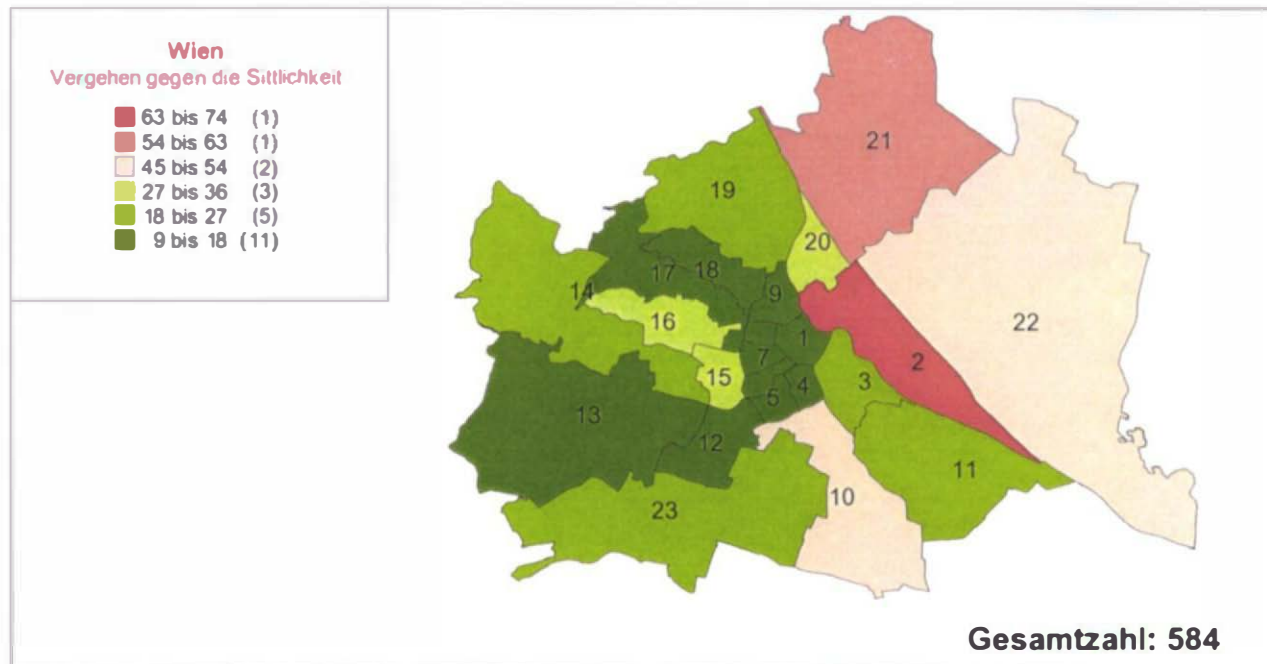 Wien
Vergehen gegen die Sittlichkeit
63 bis 74 (1)
54 bis 63 (1)
45 bis 54 (2)
27 bis 36 (3)
18 bis 27 (5)
9 bis 18 (11)
21
19
20
18
17
9
14
16
22
1
7
2
15
3
4
5
13
12
11
10
23
Gesamtzahl: 584